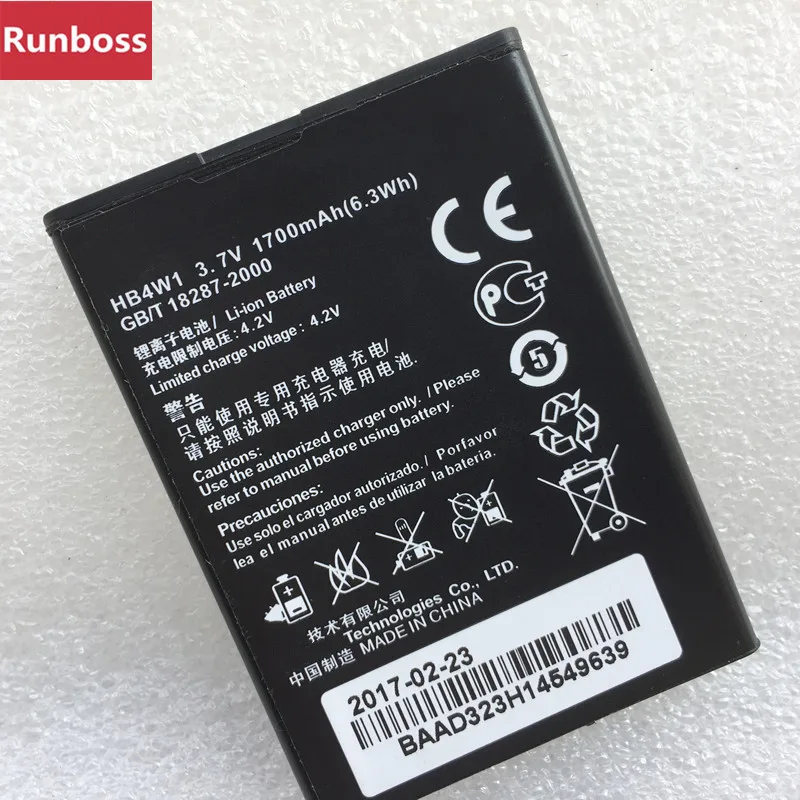 Runboss
HB4W1 3.7V 1700mAh(6.3Wh)
GB/T 18287-2000
锂离子电池/ Li-ion Battery
充电限制电压: 4.2V
Limited charge voltage : 4.2V
警告
只能使用专用充电器充电/
请按照说明书指示使用电池.
Cautions:
Use the authorized charger only. / Please
refer to manual before using battery.
Precauciones:
Use solo el cargador autorizado. / Porfavor
lea el manual antes de utilizar la bateria.
CE
PCT
5
技术有限公司
Technologies Co., LTD.
中国制造 MADE IN CHINA
2017-02-23
BAAD323H14549639